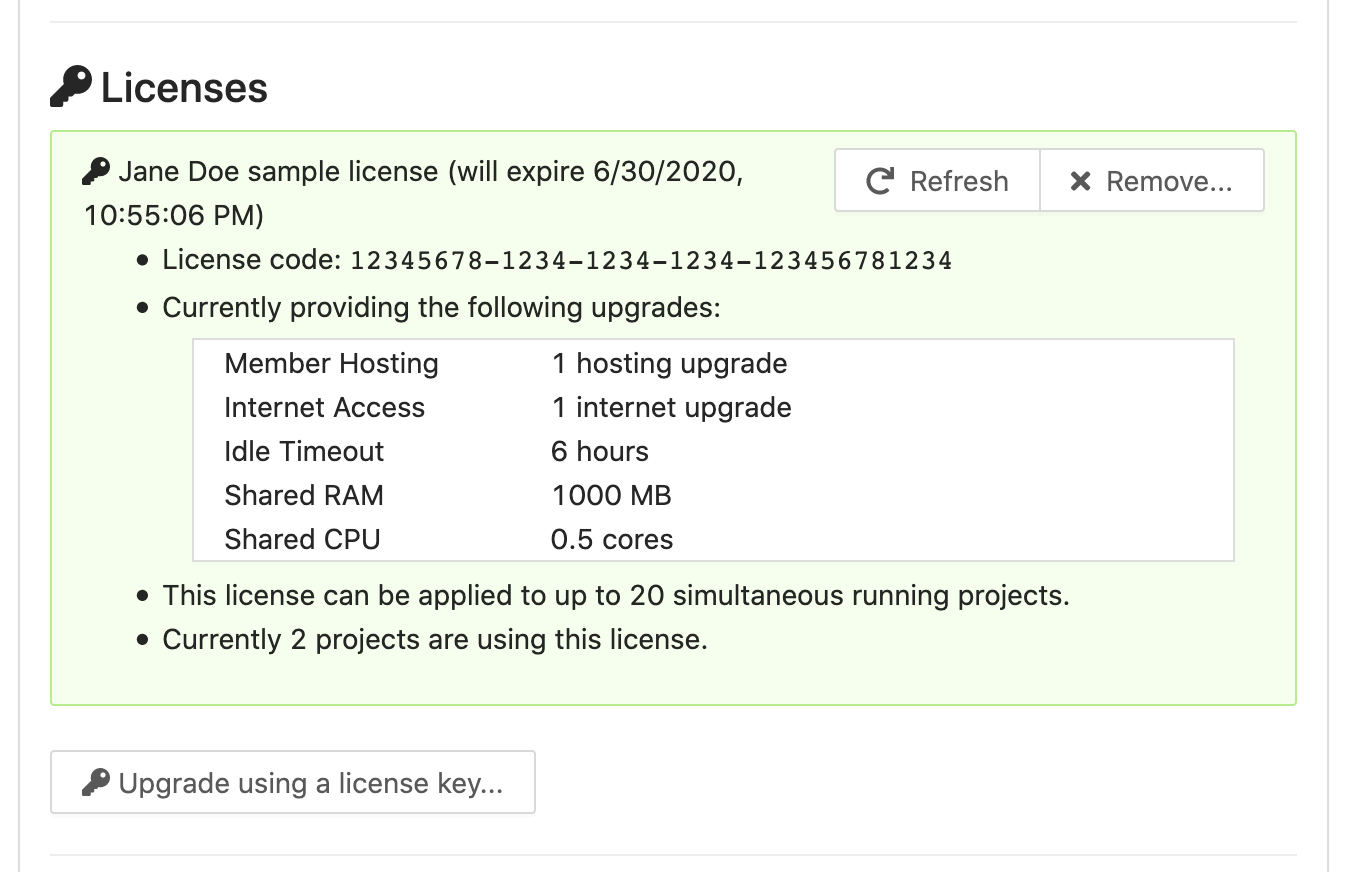 Licenses
Jane Doe sample license (will expire 6/30/2020,
10:55:06 PM)
Refresh
Remove...
License code: 12345678-1234-1234-1234-123456781234
Currently providing the following upgrades:
Member Hosting 1 hosting upgrade
Internet Access 1 internet upgrade
Idle Timeout 6 hours
Shared RAM 1000 MB
Shared CPU 0.5 cores
This license can be applied to up to 20 simultaneous running projects.
Currently 2 projects are using this license.
Upgrade using a license key...